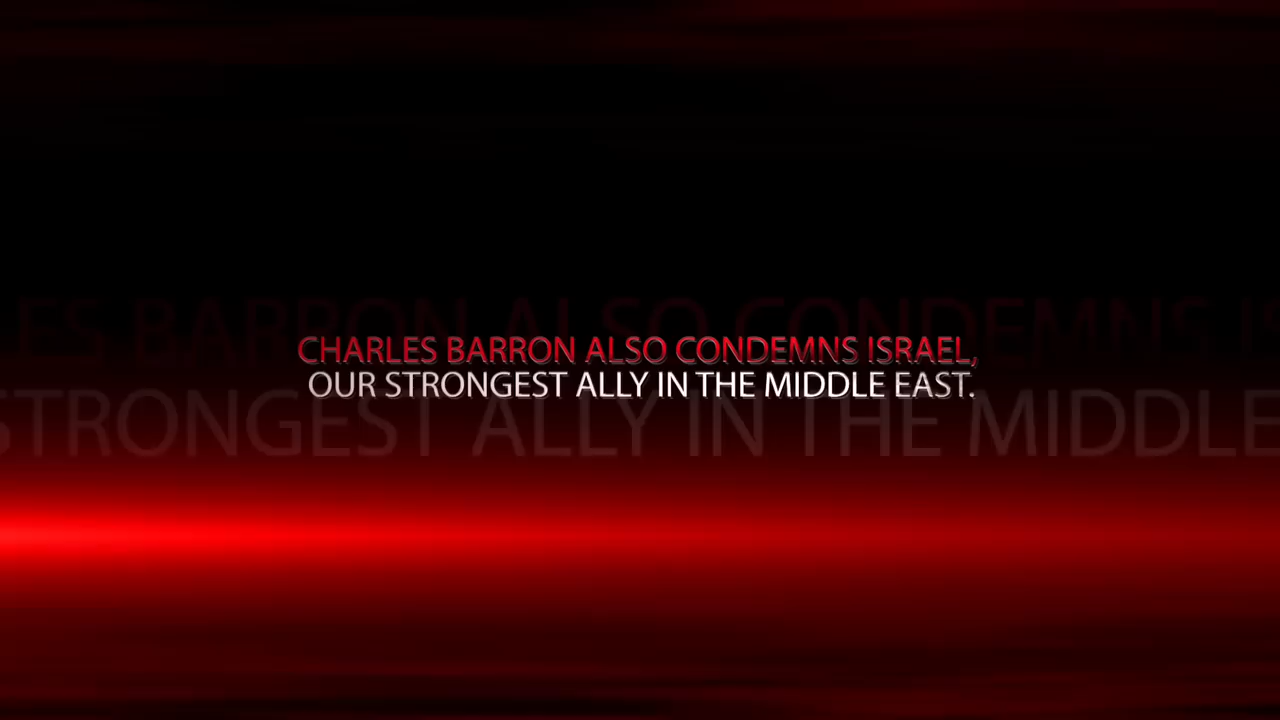 CHARLES BARRON ALSO CONDEMNS ISRAEL,
OUR STRONGEST ALLY IN THE MIDDLE EAST.